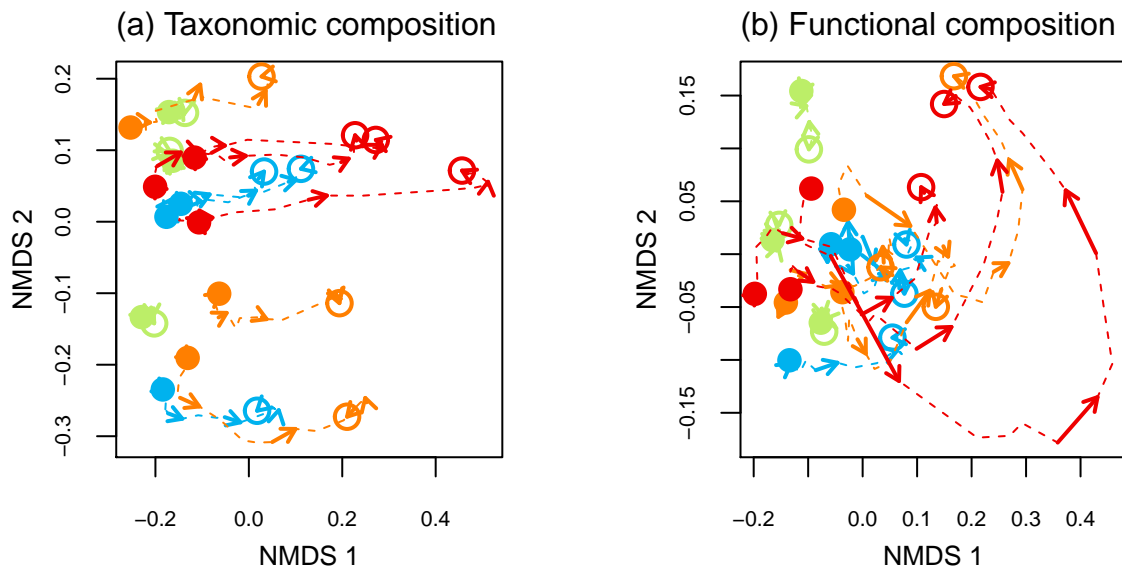 (a) Taxonomic composition
NMDS 2
0.2
0.1
0.0
−0.1
−0.2
−0.3
−0.2 0.0 0.2 0.4
NMDS 1
(b) Functional composition
NMDS 2
0.15
0.05
−0.05
−0.15
−0.2 0.0 0.1 0.2 0.3 0.4
NMDS 1